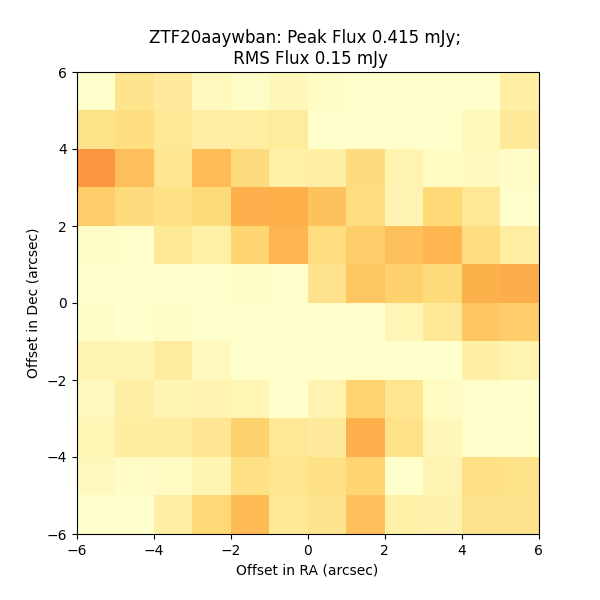 ZTF20aaywban: Peak Flux 0.415 mJy;
RMS Flux 0.15 mJy
6
4
2
0
−2
−4
−6
Offset in Dec (arcsec)
−6 −4 −2 0 2 4 6
Offset in RA (arcsec)